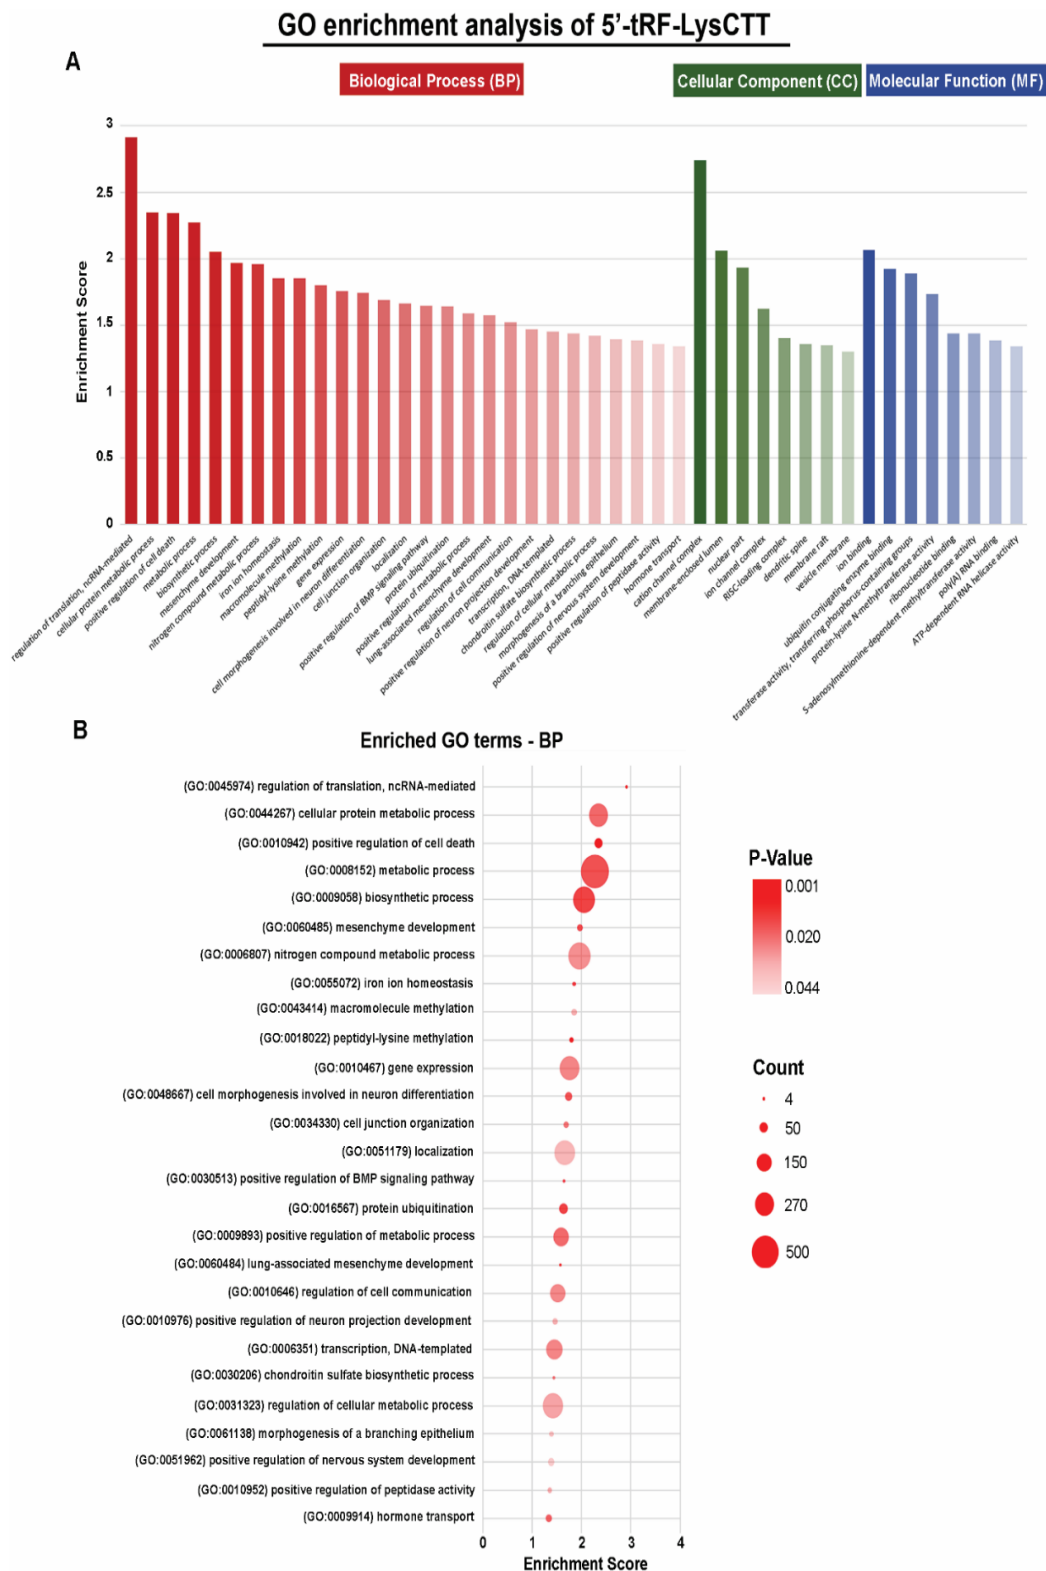 GO enrichment analysis of 5'-tRF-LysCTT
A
Biological Process (BP)
Cellular Component (CC)
Molecular Function (MF)
Enrichment Score
3
2.5
2
1.5
1
0.5
0
regulation of translation, ncRNA-mediated
cellular protein metabolic process
positive regulation of cell death
metabolic process
biosynthetic process
mesenchyme development
nitrogen compound metabolic process
iron ion homeostasis
macromolecule methylation
peptidyl-lysine methylation
gene expression
cell morphogenesis involved in neuron differentiation
cell junction organization
localization
positive regulation of BMP signaling pathway
protein ubiquitination
positive regulation of metabolic process
lung-associated mesenchyme development
regulation of cell communication
positive regulation of neuron projection development
transcription, DNA-templated
chondroitin sulfate biosynthetic process
regulation of cellular metabolic process
morphogenesis of a branching epithelium
positive regulation of nervous system development
positive regulation of peptidase activity
hormone transport
cation channel complex
membrane-enclosed lumen
nuclear part
ion channel complex
RISC-loading complex
dendritic spine
membrane raft
vesicle membrane
ion binding
ubiquitin conjugating enzyme binding
transferase activity, transferring phosphorus-containing groups
protein-lysine N-methyltransferase activity
ribonucleotide binding
S-adenosylmethionine-dependent methyltransferase activity
poly(A) RNA binding
ATP-dependent RNA helicase activity
B
Enriched GO terms - BP
(GO:0045974) regulation of translation, ncRNA-mediated
(GO:0044267) cellular protein metabolic process
(GO:0010942) positive regulation of cell death
(GO:0008152) metabolic process
(GO:0009058) biosynthetic process
(GO:0060485) mesenchyme development
(GO:0006807) nitrogen compound metabolic process
(GO:0055072) iron ion homeostasis
(GO:0043414) macromolecule methylation
(GO:0018022) peptidyl-lysine methylation
(GO:0010467) gene expression
(GO:0048667) cell morphogenesis involved in neuron differentiation
(GO:0034330) cell junction organization
(GO:0051179) localization
(GO:0030513) positive regulation of BMP signaling pathway
(GO:0016567) protein ubiquitination
(GO:0009893) positive regulation of metabolic process
(GO:0060484) lung-associated mesenchyme development
(GO:0010646) regulation of cell communication
(GO:0010976) positive regulation of neuron projection development
(GO:0006351) transcription, DNA-templated
(GO:0030206) chondroitin sulfate biosynthetic process
(GO:0031323) regulation of cellular metabolic process
(GO:0061138) morphogenesis of a branching epithelium
(GO:0051962) positive regulation of nervous system development
(GO:0010952) positive regulation of peptidase activity
(GO:0009914) hormone transport
0 1 2 3 4
Enrichment Score
P-Value
0.001
0.020
0.044
Count
4
50
150
270
500